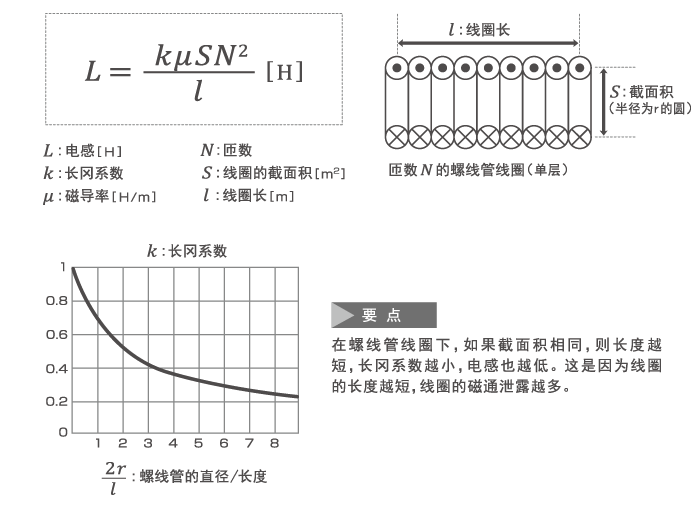 L = kμSN² / l [H]
L:电感[H]
N:匝数
k:长冈系数
S:线圈的截面积[m²]
μ:磁导率[H/m]
l:线圈长[m]
l:线圈长
S:截面积
(半径为r的圆)
匝数N的螺线管线圈(单层)
k:长冈系数
1
0.8
0.6
0.4
0.2
0
1 2 3 4 5 6 7 8
2r/l:螺线管的直径/长度
要点
在螺线管线圈下,如果截面积相同,则长度越
短,长冈系数越小,电感也越低。这是因为线圈
的长度越短,线圈的磁通泄露越多。